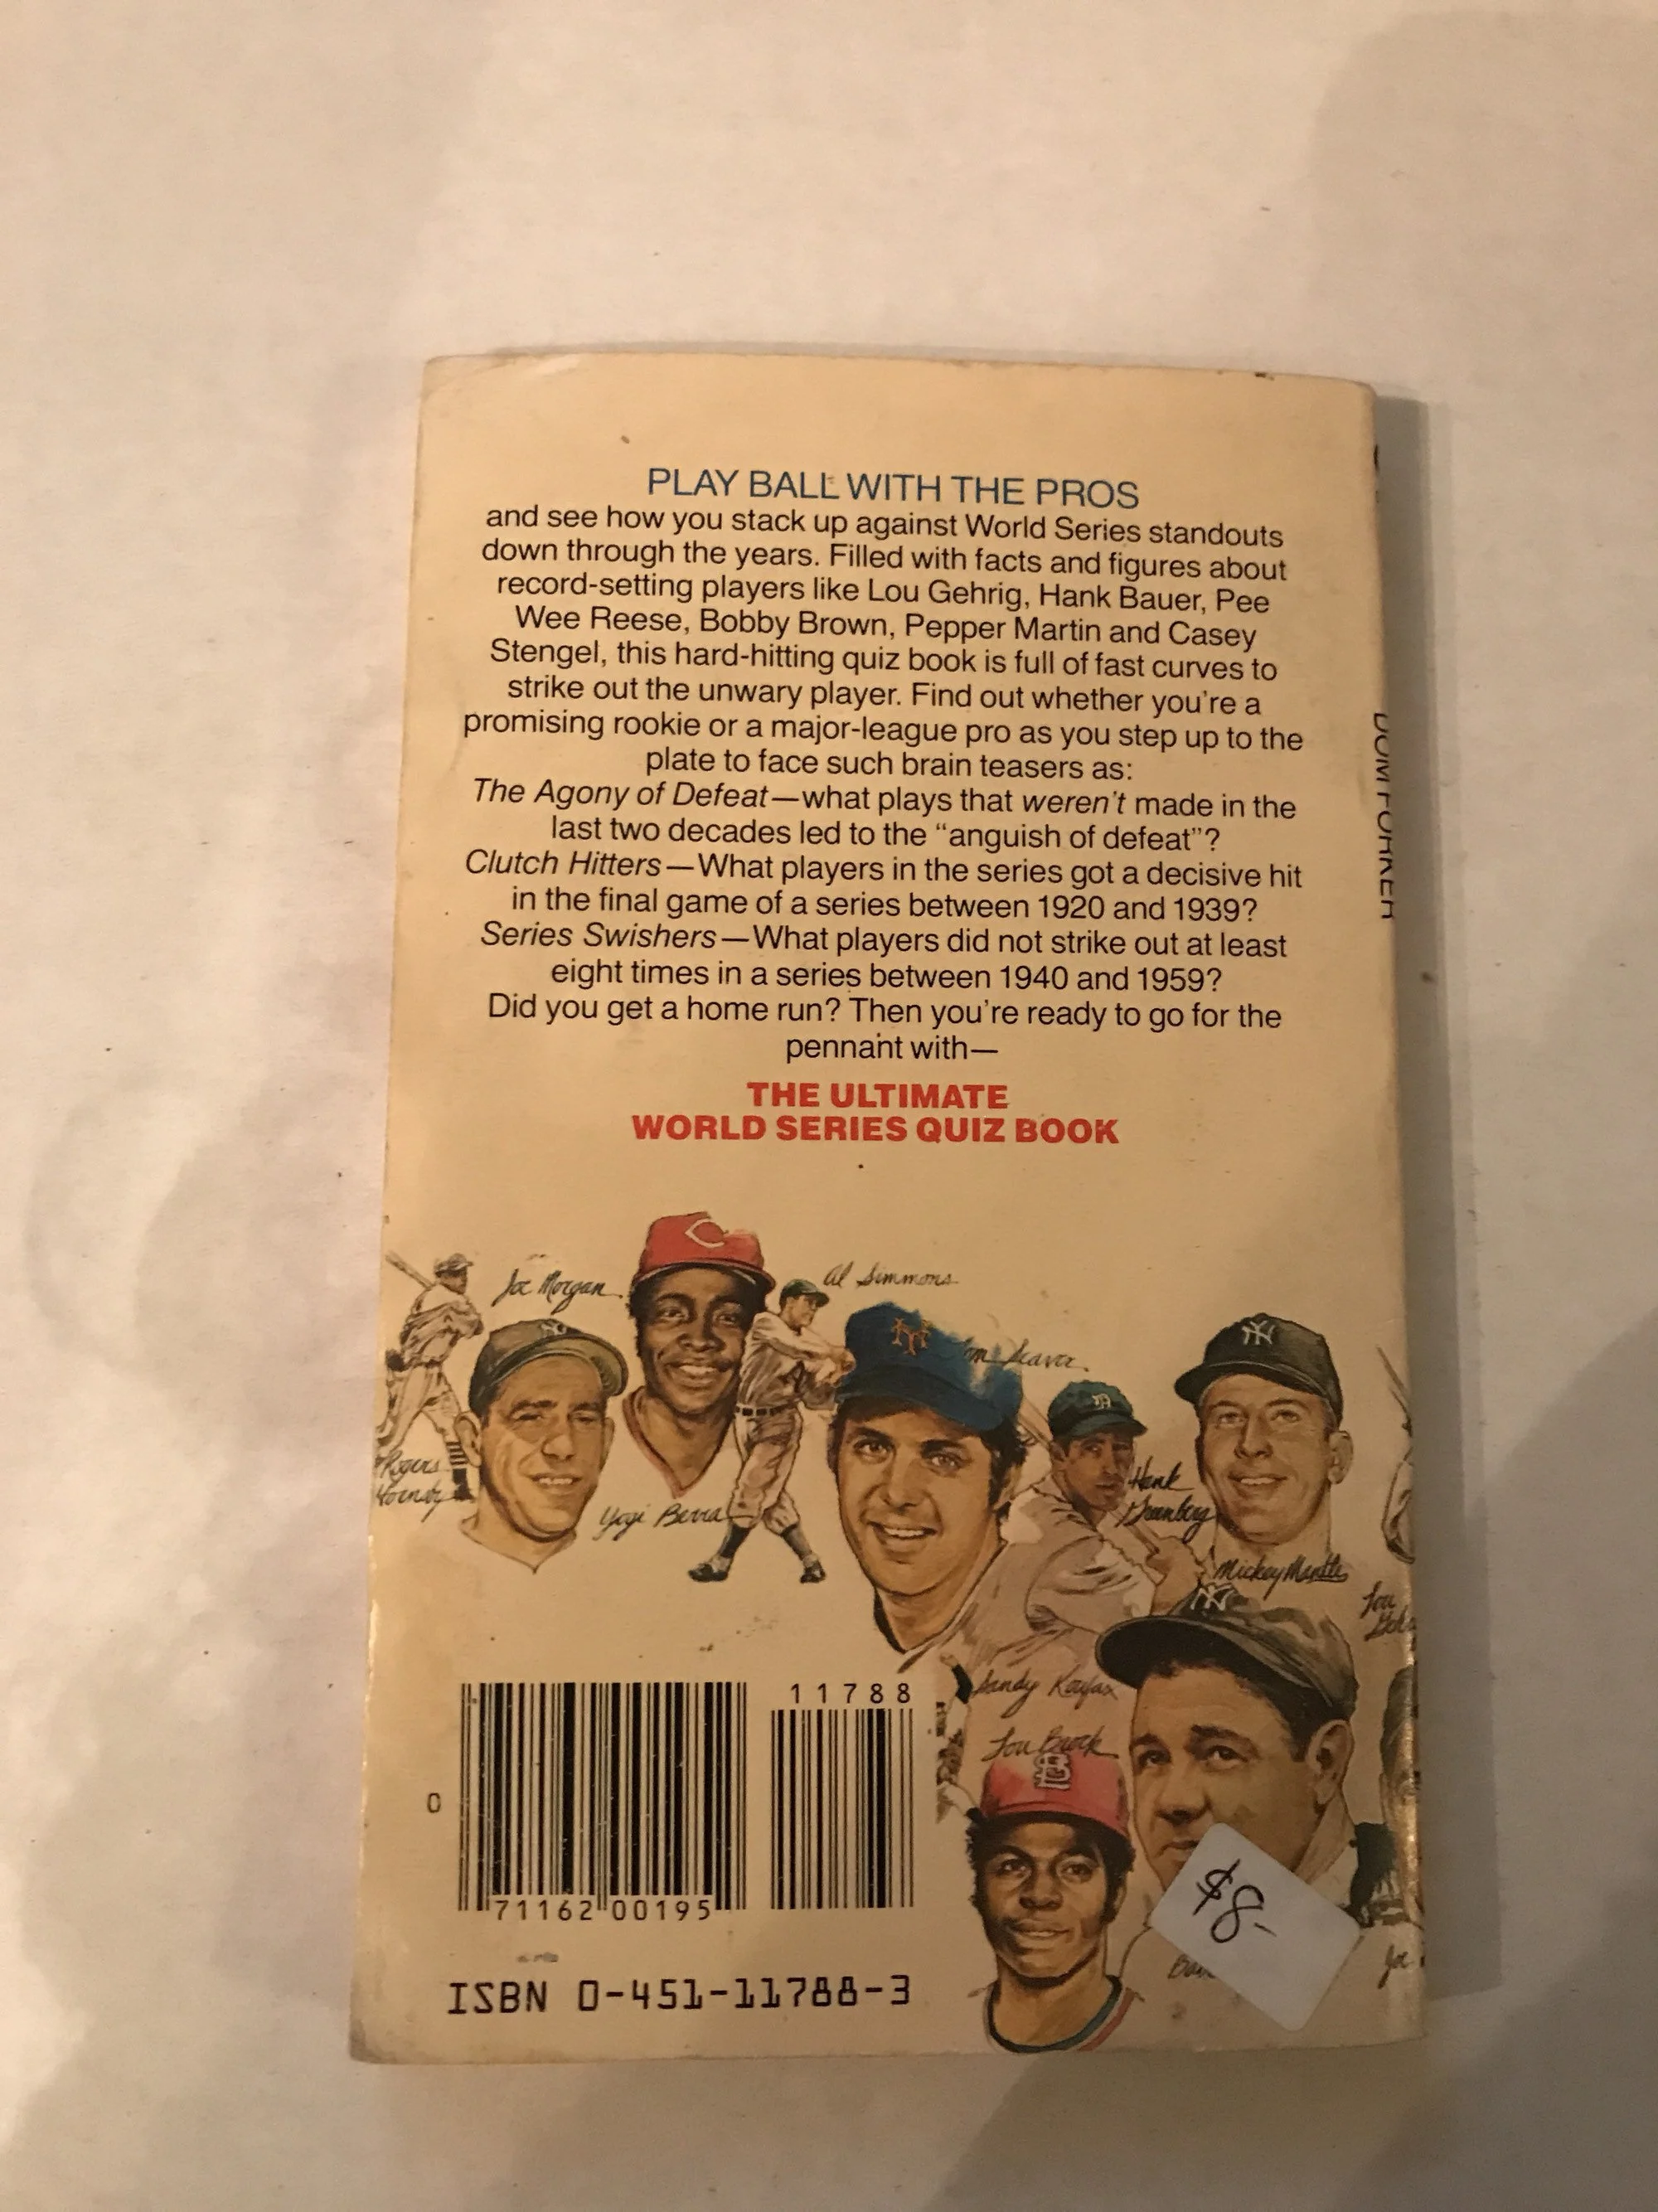 PLAY BALL WITH THE PROS
and see how you stack up against World Series standouts
down through the years. Filled with facts and figures about
record-setting players like Lou Gehrig, Hank Bauer, Pee
Wee Reese, Bobby Brown, Pepper Martin and Casey
Stengel, this hard-hitting quiz book is full of fast curves to
strike out the unwary player. Find out whether you're a
promising rookie or a major-league pro as you step up to the
plate to face such brain teasers as:
The Agony of Defeat—what plays that weren't made in the
last two decades led to the “anguish of defeat”?
Clutch Hitters—What players in the series got a decisive hit
in the final game of a series between 1920 and 1939?
Series Swishers—What players did not strike out at least
eight times in a series between 1940 and 1959?
Did you get a home run? Then you're ready to go for the
pennant with—
THE ULTIMATE
WORLD SERIES QUIZ BOOK
DOM FORKER
C
Joe Morgan
Al Simmons
NY
NY
Seaver
D
NY
Rogers
Hornsby
Yogi Berra
Hank
Greenberg
Mickey Mantle
NY
Lou
Sandy Koufax
Lou Brock
StL
11788
0
71162 00195
$8-
Joe
ISBN 0-451-11788-3